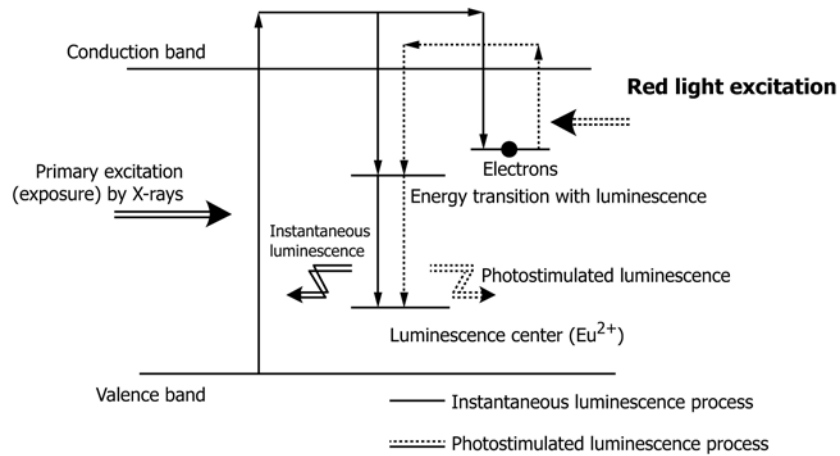 Conduction band
Red light excitation
Primary excitation
(exposure) by X-rays
Electrons
Energy transition with luminescence
Instantaneous
luminescence
Photostimulated luminescence
Luminescence center (Eu²⁺)
Valence band
Instantaneous luminescence process
Photostimulated luminescence process